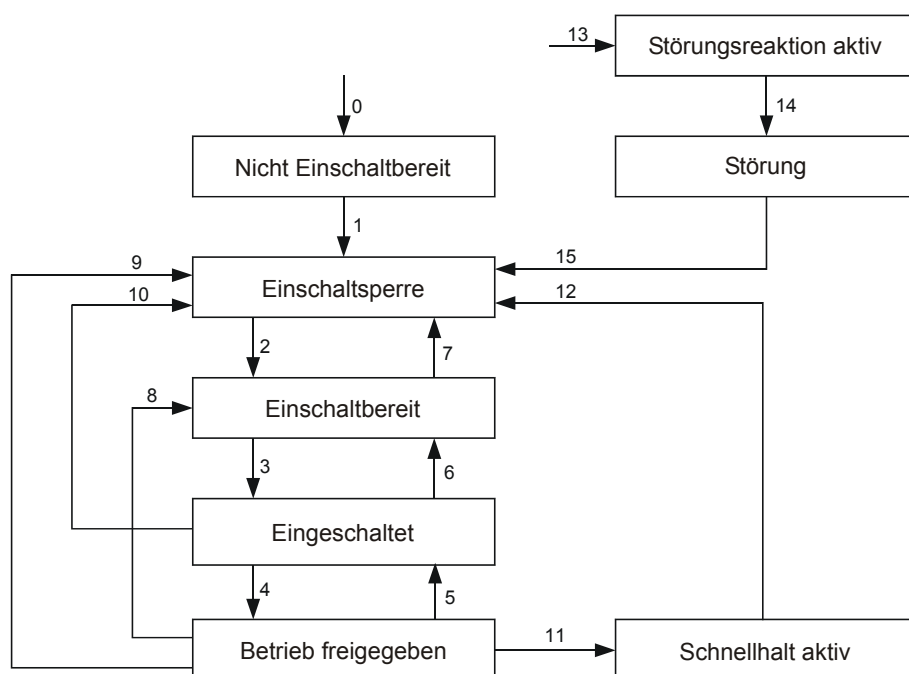 13
Störungsreaktion aktiv
0
14
Nicht Einschaltbereit
Störung
1
9
15
Einschaltsperre
10
12
2
7
8
Einschaltbereit
3
6
Eingeschaltet
4
5
Betrieb freigegeben
11
Schnellhalt aktiv